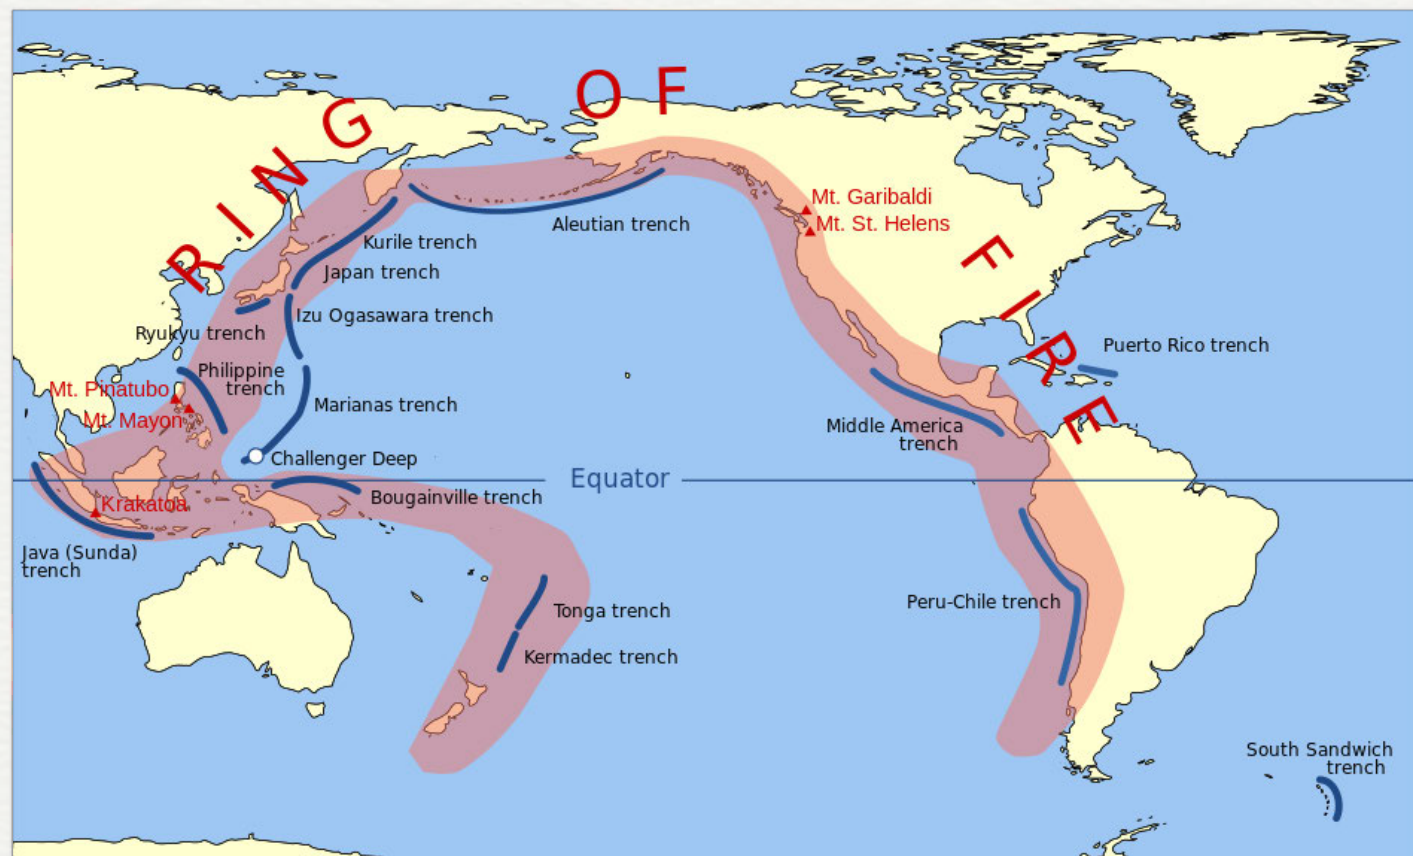 RING OF FIRE
Mt. Garibaldi
Mt. St. Helens
Aleutian trench
Kurile trench
Japan trench
Izu Ogasawara trench
Ryukyu trench
Puerto Rico trench
Philippine
trench
Mt. Pinatubo
Marianas trench
Mt. Mayon
Middle America
trench
Challenger Deep
Equator
Bougainville trench
Krakatoa
Java (Sunda)
trench
Peru-Chile trench
Tonga trench
Kermadec trench
South Sandwich
trench